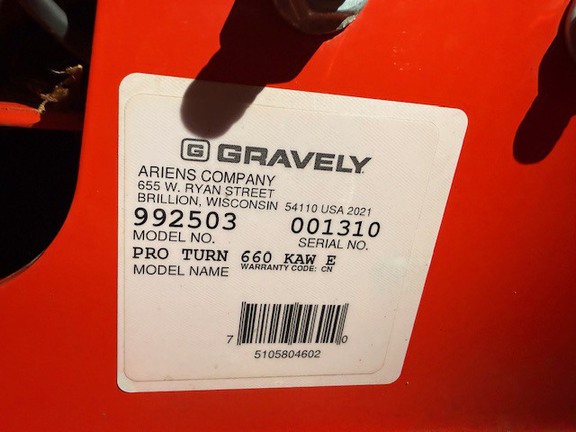 G GRAVELY
ARIENS COMPANY
655 W. RYAN STREET
BRILLION, WISCONSIN 54110 USA 2021
992503 001310
MODEL NO. SERIAL NO.
PRO TURN 660 KAW E
MODEL NAME WARRANTY CODE: CN
7 0
5105804602